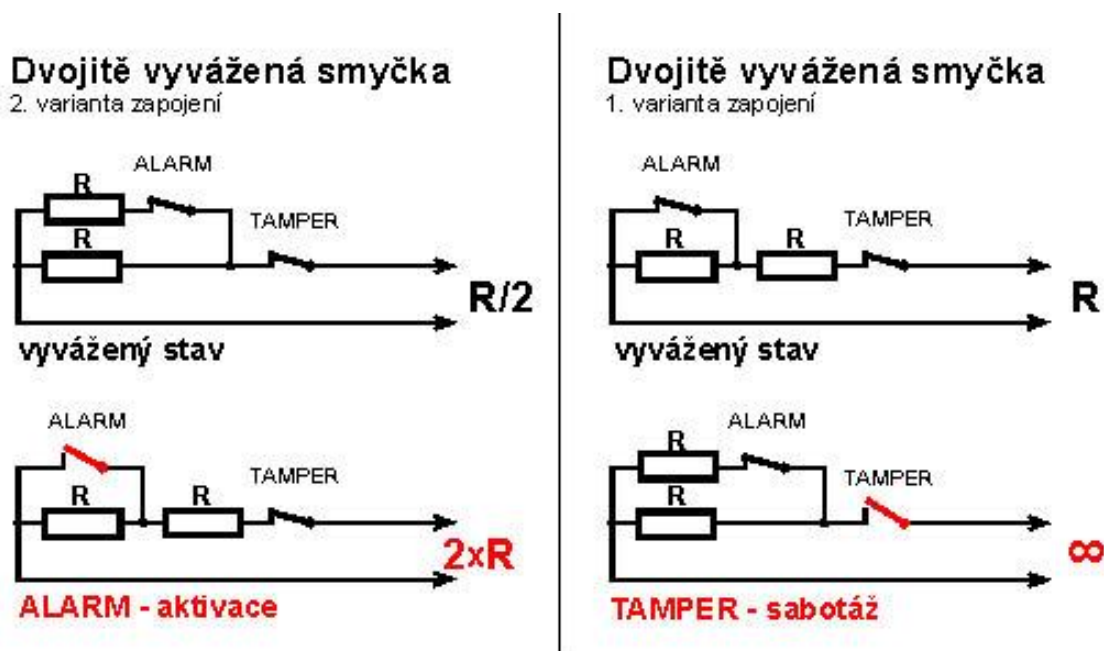 Dvojitě vyvážená smyčka
2. varianta zapojení
ALARM
R
TAMPER
R
R/2
vyvážený stav
ALARM
TAMPER
R
R
2xR
ALARM - aktivace
Dvojitě vyvážená smyčka
1. varianta zapojení
ALARM
TAMPER
R
R
R
vyvážený stav
ALARM
R
TAMPER
R
∞
TAMPER - sabotáž